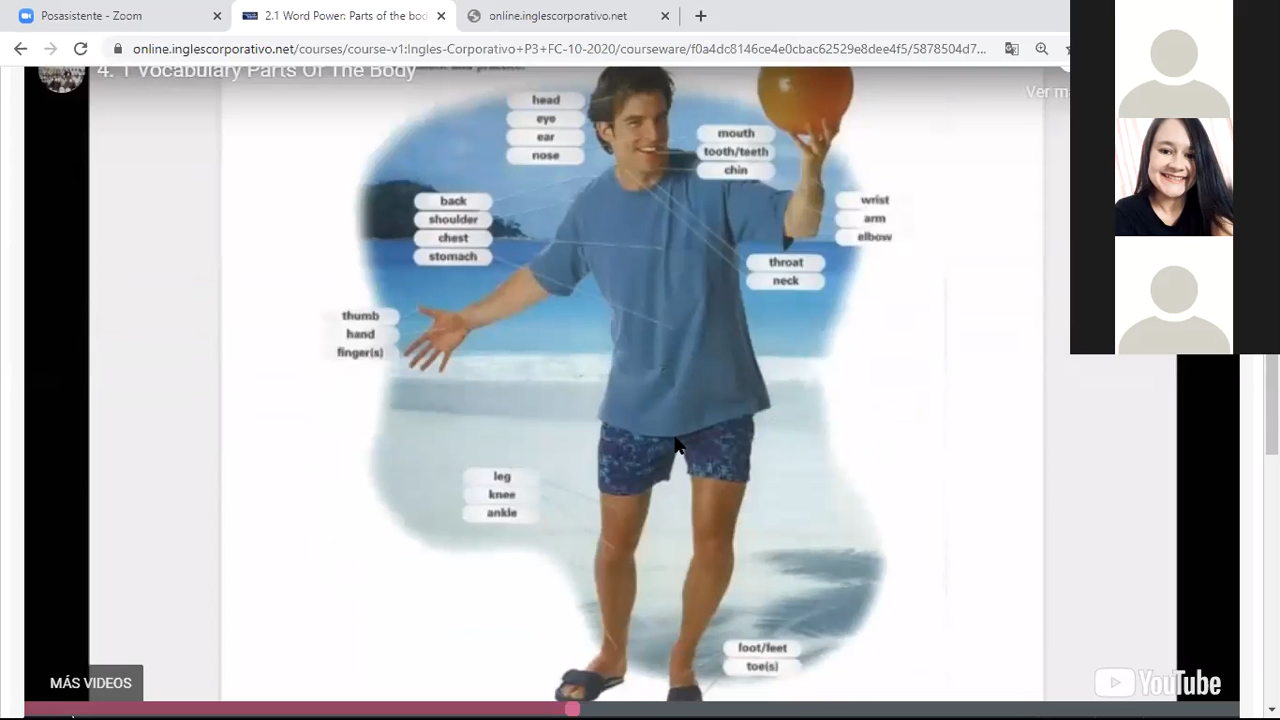 Posasistente - Zoom
2.1 Word Power: Parts of the bod
online.inglescorporativo.net
online.inglescorporativo.net/courses/course-v1:Ingles-Corporativo+P3+FC-10-2020/courseware/f0a4dc8146ce4e0cbac62529e8dee4f5/5878504d7...
4. 1 Vocabulary Parts Of The Body
Ver má
head
eye
ear
nose
mouth
tooth/teeth
chin
back
shoulder
chest
stomach
wrist
arm
elbow
throat
neck
thumb
hand
finger(s)
leg
knee
ankle
foot/feet
toe(s)
MÁS VIDEOS
YouTube